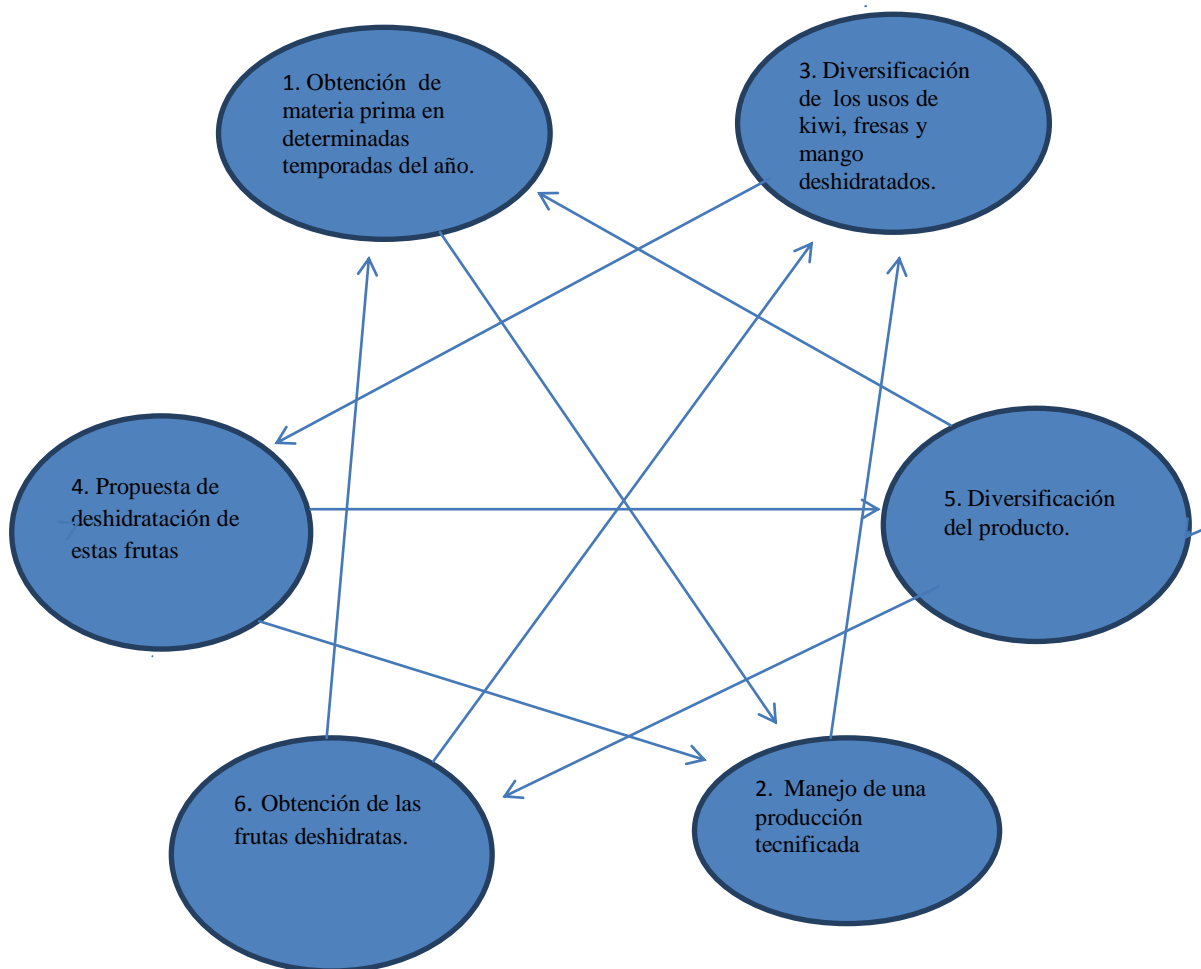 1. Obtención de
materia prima en
determinadas
temporadas del año.
3. Diversificación
de los usos de
kiwi, fresas y
mango
deshidratados.
4. Propuesta de
deshidratación de
estas frutas
5. Diversificación
del producto.
6. Obtención de las
frutas deshidratas.
2. Manejo de una
producción
tecnificada